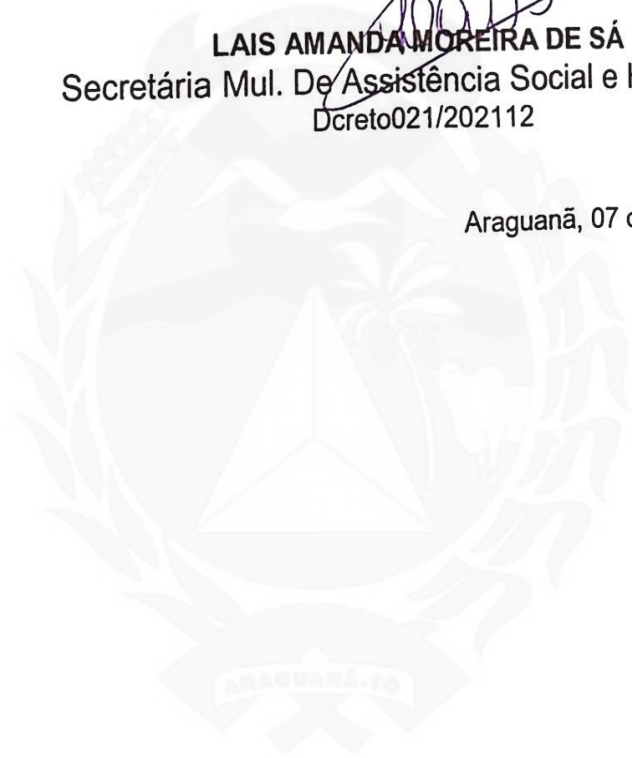 LAIS AMANDA MOREIRA DE SÁ
Secretária Mul. De Assistência Social e
Dcreto021/202112
Araguanã, 07
ARAGUANÃ-TO